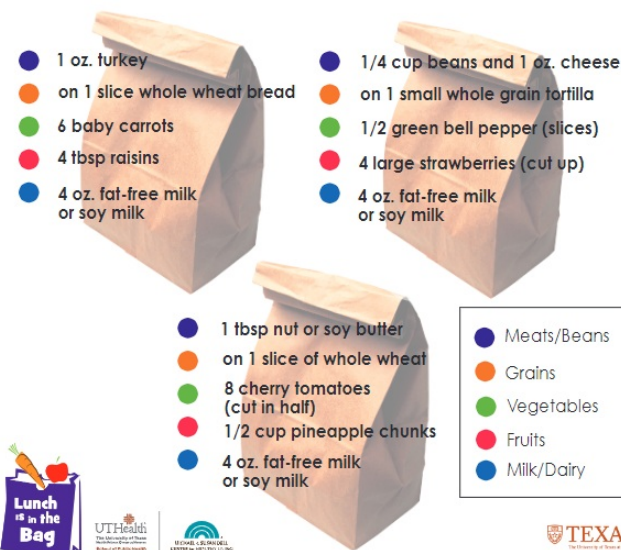 1 oz. turkey
on 1 slice whole wheat bread
6 baby carrots
4 tbsp raisins
4 oz. fat-free milk
or soy milk
1/4 cup beans and 1 oz. cheese
on 1 small whole grain tortilla
1/2 green bell pepper (slices)
4 large strawberries (cut up)
4 oz. fat-free milk
or soy milk
1 tbsp nut or soy butter
on 1 slice of whole wheat
8 cherry tomatoes
(cut in half)
1/2 cup pineapple chunks
4 oz. fat-free milk
or soy milk
Meats/Beans
Grains
Vegetables
Fruits
Milk/Dairy
Lunch
is in the
Bag
UTHealth
The University of Texas
TEXA